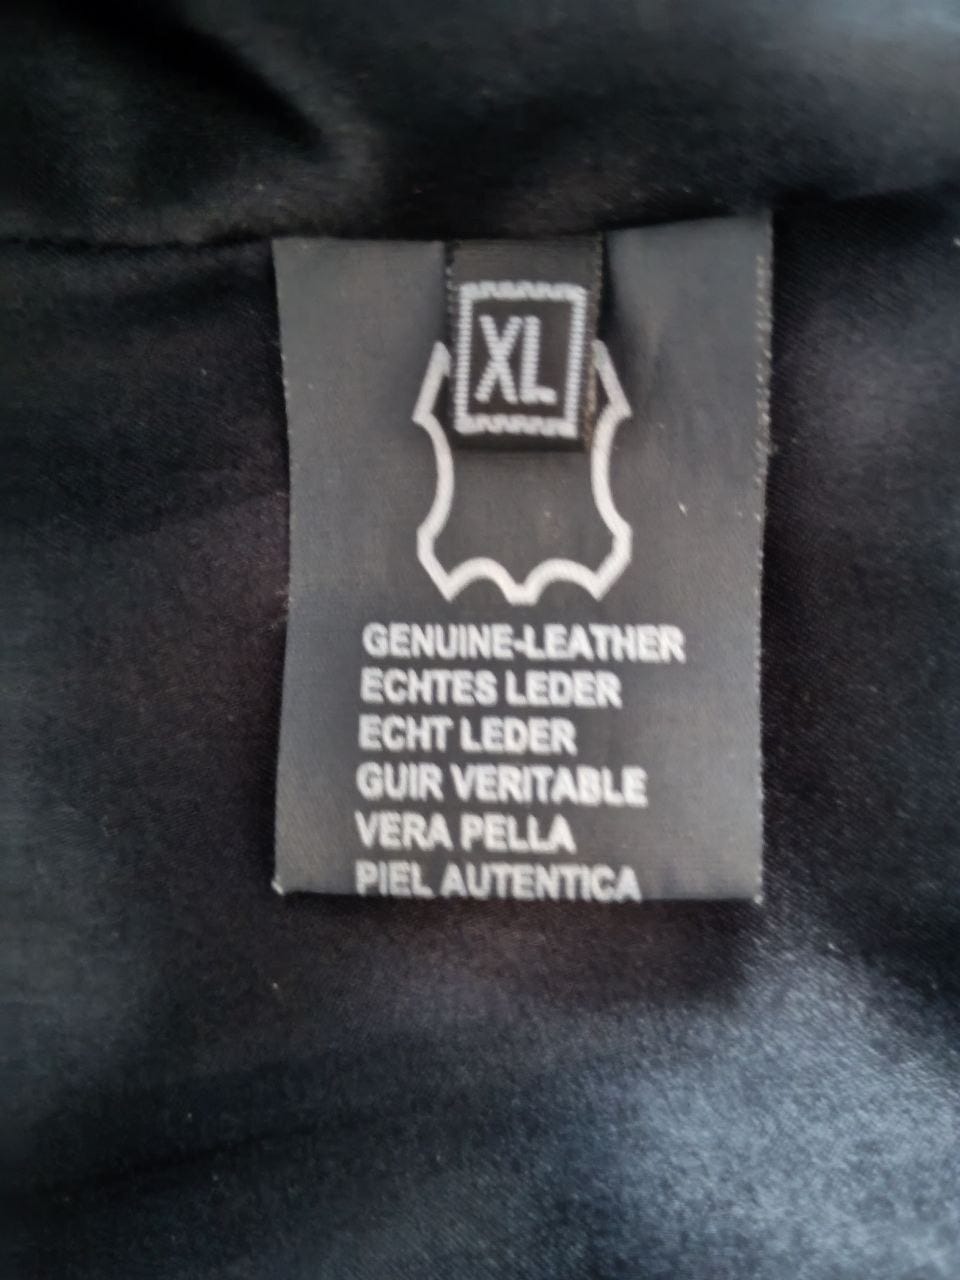 XL
GENUINE-LEATHER
ECHTES LEDER
ECHT LEDER
GUIR VERITABLE
VERA PELLA
PIEL AUTENTICA